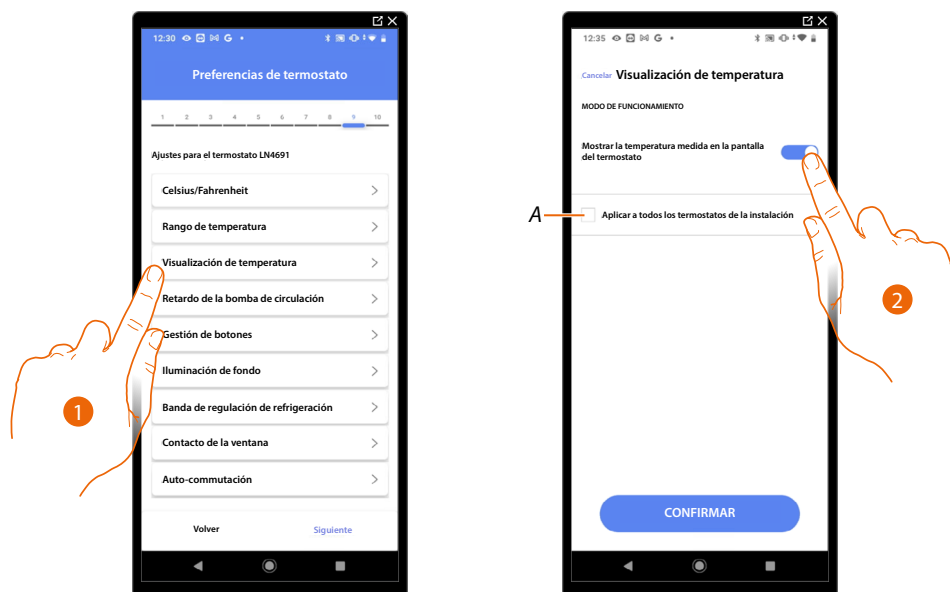 12:30 G
Preferencias de termostato
1 2 3 4 5 6 7 8 9 10
Ajustes para el termostato LN4691
Celsius/Fahrenheit
Rango de temperatura
Visualización de temperatura
Retardo de la bomba de circulación
Gestión de botones
Iluminación de fondo
Banda de regulación de refrigeración
Contacto de la ventana
Auto-commutación
Volver Siguiente
1
12:35 G
Cancelar Visualización de temperatura
MODO DE FUNCIONAMIENTO
Mostrar la temperatura medida en la pantalla
del termostato
A
Aplicar a todos los termostatos de la instalación
2
CONFIRMAR